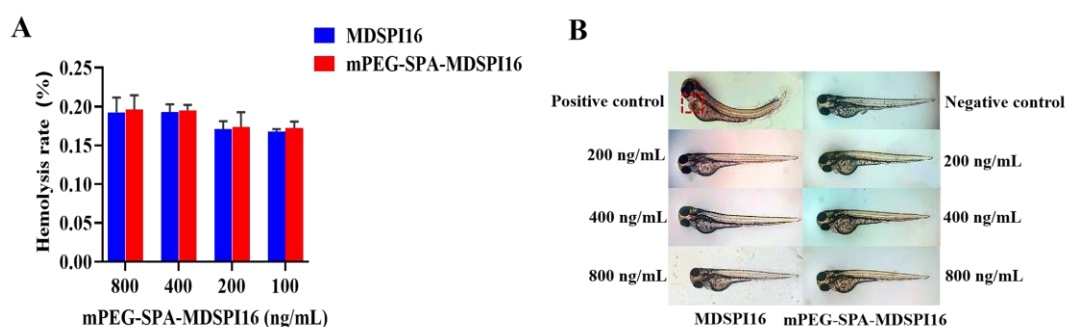 A
MDSPI16
mPEG-SPA-MDSPI16
Hemolysis rate (%)
0.25
0.20
0.15
0.10
0.05
0.00
800 400 200 100
mPEG-SPA-MDSPI16 (ng/mL)
B
Positive control
Negative control
200 ng/mL
200 ng/mL
400 ng/mL
400 ng/mL
800 ng/mL
800 ng/mL
MDSPI16 mPEG-SPA-MDSPI16